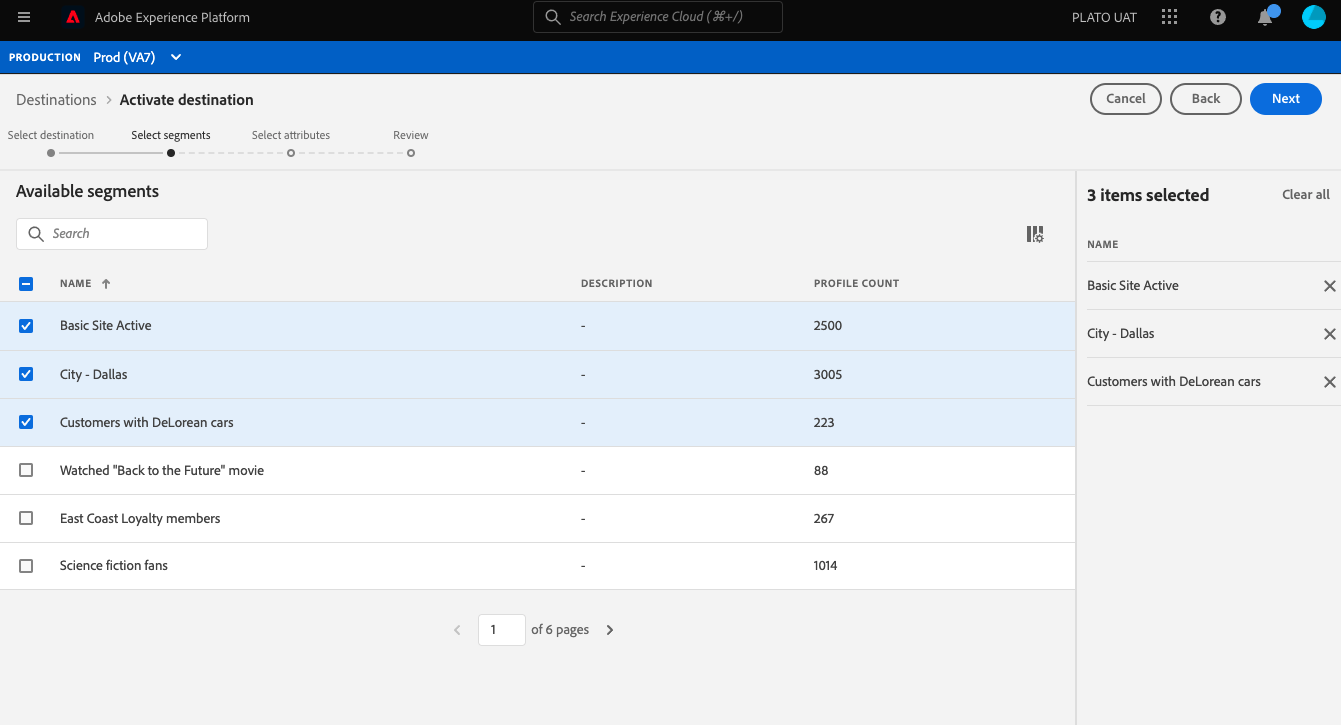 Adobe Experience Platform
Search Experience Cloud (⌘+/)
PLATO UAT
PRODUCTION Prod (VA7)
Destinations > Activate destination
Cancel
Back
Next
Select destination
Select segments
Select attributes
Review
Available segments
Search
NAME ↑ DESCRIPTION PROFILE COUNT
Basic Site Active - 2500
City - Dallas - 3005
Customers with DeLorean cars - 223
Watched "Back to the Future" movie - 88
East Coast Loyalty members - 267
Science fiction fans - 1014
1 of 6 pages
3 items selected Clear all
NAME
Basic Site Active
City - Dallas
Customers with DeLorean cars